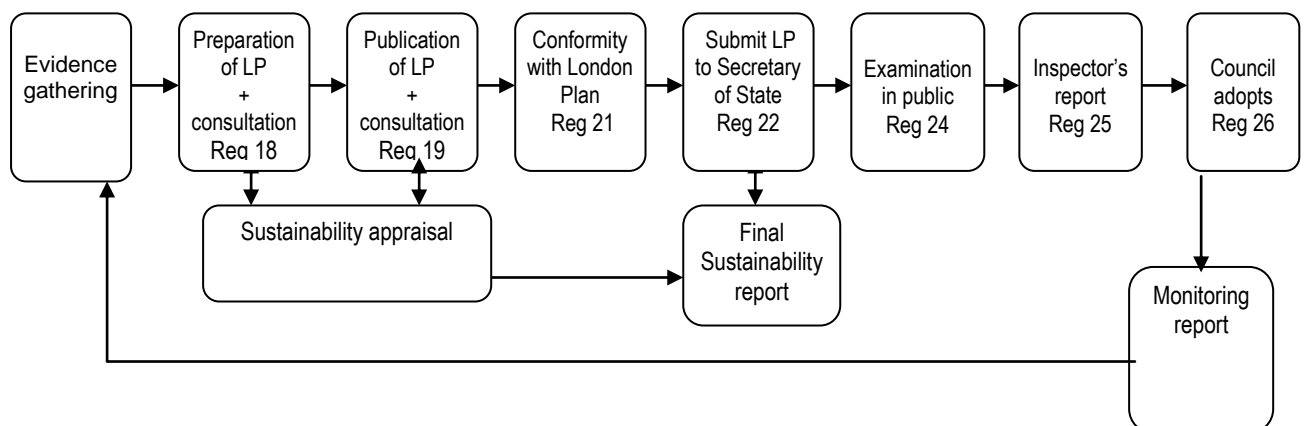 Evidence
gathering
Preparation
of LP
+
consultation
Reg 18
Publication
of LP
+
consultation
Reg 19
Conformity
with London
Plan
Reg 21
Submit LP
to Secretary
of State
Reg 22
Examination
in public
Reg 24
Inspector's
report
Reg 25
Council
adopts
Reg 26
Sustainability appraisal
Final
Sustainability
report
Monitoring
report